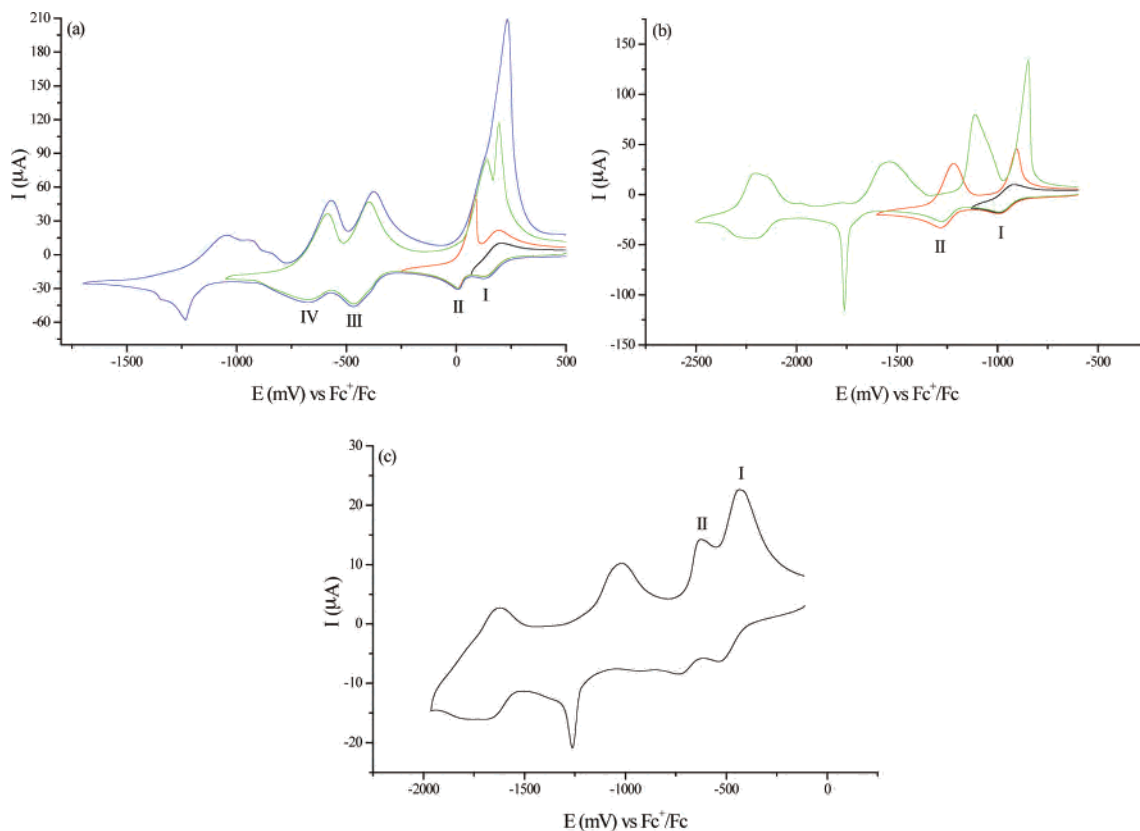 (a)
210
180
150
120
90
60
30
0
-30
-60
I (μA)
IV
III
II
I
-1500
-1000
-500
0
500
E (mV) vs Fc⁺/Fc
(b)
150
100
50
0
-50
-100
-150
I (μA)
II
I
-2500
-2000
-1500
-1000
-500
E (mV) vs Fc⁺/Fc
(c)
30
20
10
0
-10
-20
I (μA)
II
I
-2000
-1500
-1000
-500
0
E (mV) vs Fc⁺/Fc